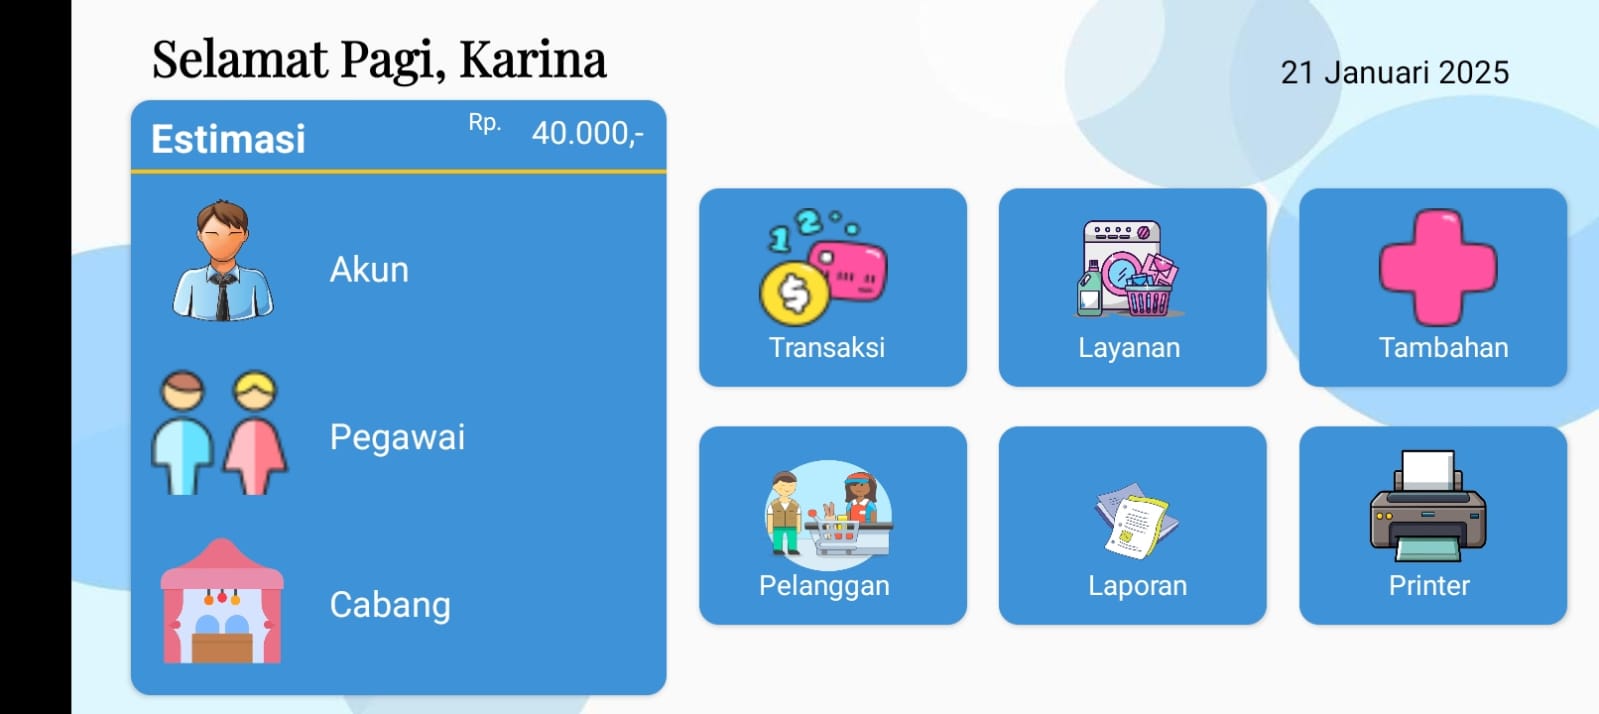 Selamat Pagi, Karina
21 Januari 2025
Estimasi Rp. 40.000,-
Akun
Pegawai
Cabang
Transaksi
Layanan
Tambahan
Pelanggan
Laporan
Printer